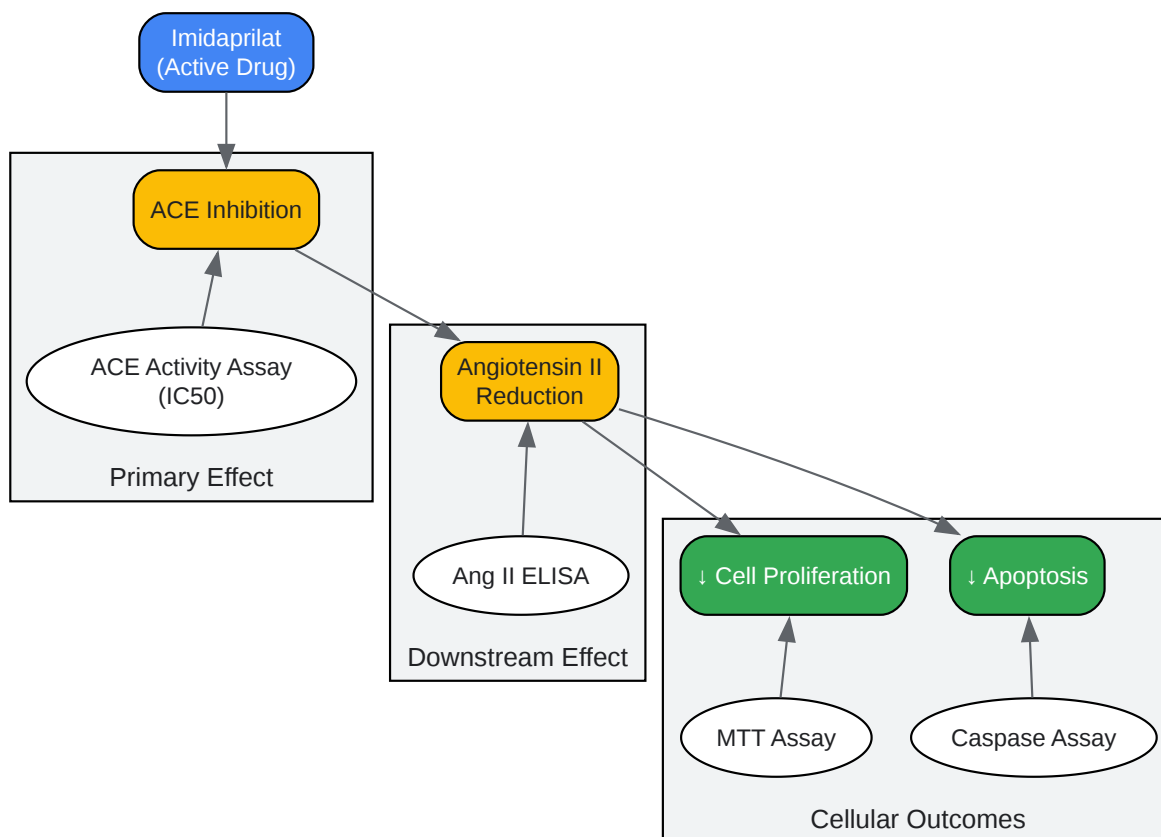 Imidaprilat
(Active Drug)
ACE Inhibition
ACE Activity Assay
(IC50)
Primary Effect
Angiotensin II
Reduction
Ang II ELISA
Downstream Effect
↓ Cell Proliferation
↓ Apoptosis
MTT Assay
Caspase Assay
Cellular Outcomes